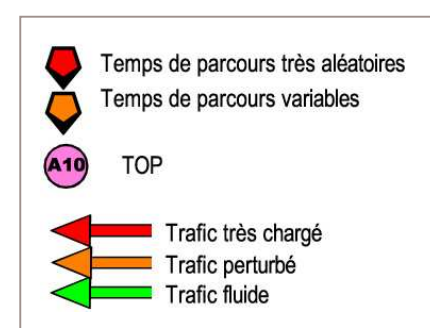 Temps de parcours très aléatoires
Temps de parcours variables
A10 TOP
Trafic très chargé
Trafic perturbé
Trafic fluide